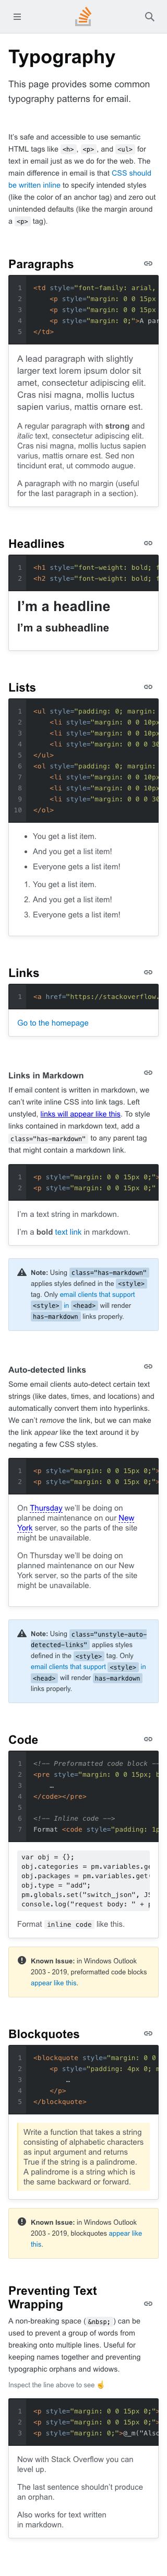 Typography
This page provides some common
typography patterns for email.
It's safe and accessible to use semantic
HTML tags like <h>, <p>, and <ul> for
text in email just as we do for the web. The
main difference in email is that CSS should
be written inline to specify intended styles
(like the color of an anchor tag) and zero out
unintended defaults (like the margin around
a <p> tag).
Paragraphs
1 <td style="font-family: arial,
2 <p style="margin: 0 0 15px
3 <p style="margin: 0 0 15px
4 <p style="margin: 0;">A par
5 </td>
A lead paragraph with slightly
larger text lorem ipsum dolor sit
amet, consectetur adipiscing elit.
Cras nisi magna, mollis luctus
sapien varius, mattis ornare est.
A regular paragraph with strong and
italic text, consectetur adipiscing elit.
Cras nisi magna, mollis luctus sapien
varius, mattis ornare est. Sed non
tincidunt erat, ut commodo augue.
A paragraph with no margin (useful
for the last paragraph in a section).
Headlines
1 <h1 style="font-weight: bold; f
2 <h2 style="font-weight: bold; f
I'm a headline
I'm a subheadline
Lists
1 <ul style="padding: 0; margin:
2 <li style="margin: 0 0 10px
3 <li style="margin: 0 0 10px
4 <li style="margin: 0 0 0 30
5 </ul>
6 <ol style="padding: 0; margin:
7 <li style="margin: 0 0 10px
8 <li style="margin: 0 0 10px
9 <li style="margin: 0 0 0 30
10 </ol>
• You get a list item.
• And you get a list item!
• Everyone gets a list item!
1. You get a list item.
2. And you get a list item!
3. Everyone gets a list item!
Links
1 <a href="https://stackoverflow.
Go to the homepage
Links in Markdown
If email content is written in markdown, we
can't write inline CSS into link tags. Left
unstyled, links will appear like this. To style
links contained in markdown text, add a
class="has-markdown" to any parent tag
that might contain a markdown link.
1 <p style="margin: 0 0 15px 0;">
2 <p style="margin: 0 0 15px 0;"
I'm a text string in markdown.
I'm a bold text link in markdown.
Note: Using class="has-markdown"
applies styles defined in the <style>
tag. Only email clients that support
<style> in <head> will render
has-markdown links properly.
Auto-detected links
Some email clients auto-detect certain text
strings (like dates, times, and locations) and
automatically convert them into hyperlinks.
We can't remove the link, but we can make
the link appear like the text around it by
negating a few CSS styles.
1 <p style="margin: 0 0 15px 0;">
2 <p style="margin: 0 0 15px 0;"
On Thursday we'll be doing on
planned maintenance on our New
York server, so the parts of the site
might be unavailable.
On Thursday we'll be doing on
planned maintenance on our New
York server, so the parts of the site
might be unavailable.
Note: Using class="unstyle-auto-
detected-links" applies styles
defined in the <style> tag. Only
email clients that support <style> in
<head> will render has-markdown
links properly.
Code
1 <!-- Preformatted code block --
2 <pre style="margin: 0 0 15px; b
3 …
4 </code></pre>
5
6 <!-- Inline code -->
7 Format <code style="padding: 1p
var obj = {};
obj.categories = pm.variables.ge
obj.packages = pm.variables.get(
obj.type = "add";
pm.globals.set("switch_json", JS
console.log("request body: " + p
Format inline code like this.
Known Issue: in Windows Outlook
2003 - 2019, preformatted code blocks
appear like this.
Blockquotes
1 <blockquote style="margin: 0 0
2 <p style="padding: 4px 0; m
3 …
4 </p>
5 </blockquote>
Write a function that takes a string
consisting of alphabetic characters
as input argument and returns
True if the string is a palindrome.
A palindrome is a string which is
the same backward or forward.
Known Issue: in Windows Outlook
2003 - 2019, blockquotes appear like
this.
Preventing Text
Wrapping
A non-breaking space (&nbsp;) can be
used to prevent a group of words from
breaking onto multiple lines. Useful for
keeping names together and preventing
typographic orphans and widows.
Inspect the line above to see ☝️
1 <p style="margin: 0 0 15px 0;">
2 <p style="margin: 0 0 15px 0;">
3 <p style="margin: 0;">@_m("Also
Now with Stack Overflow you can
level up.
The last sentence shouldn't produce
an orphan.
Also works for text written
in markdown.